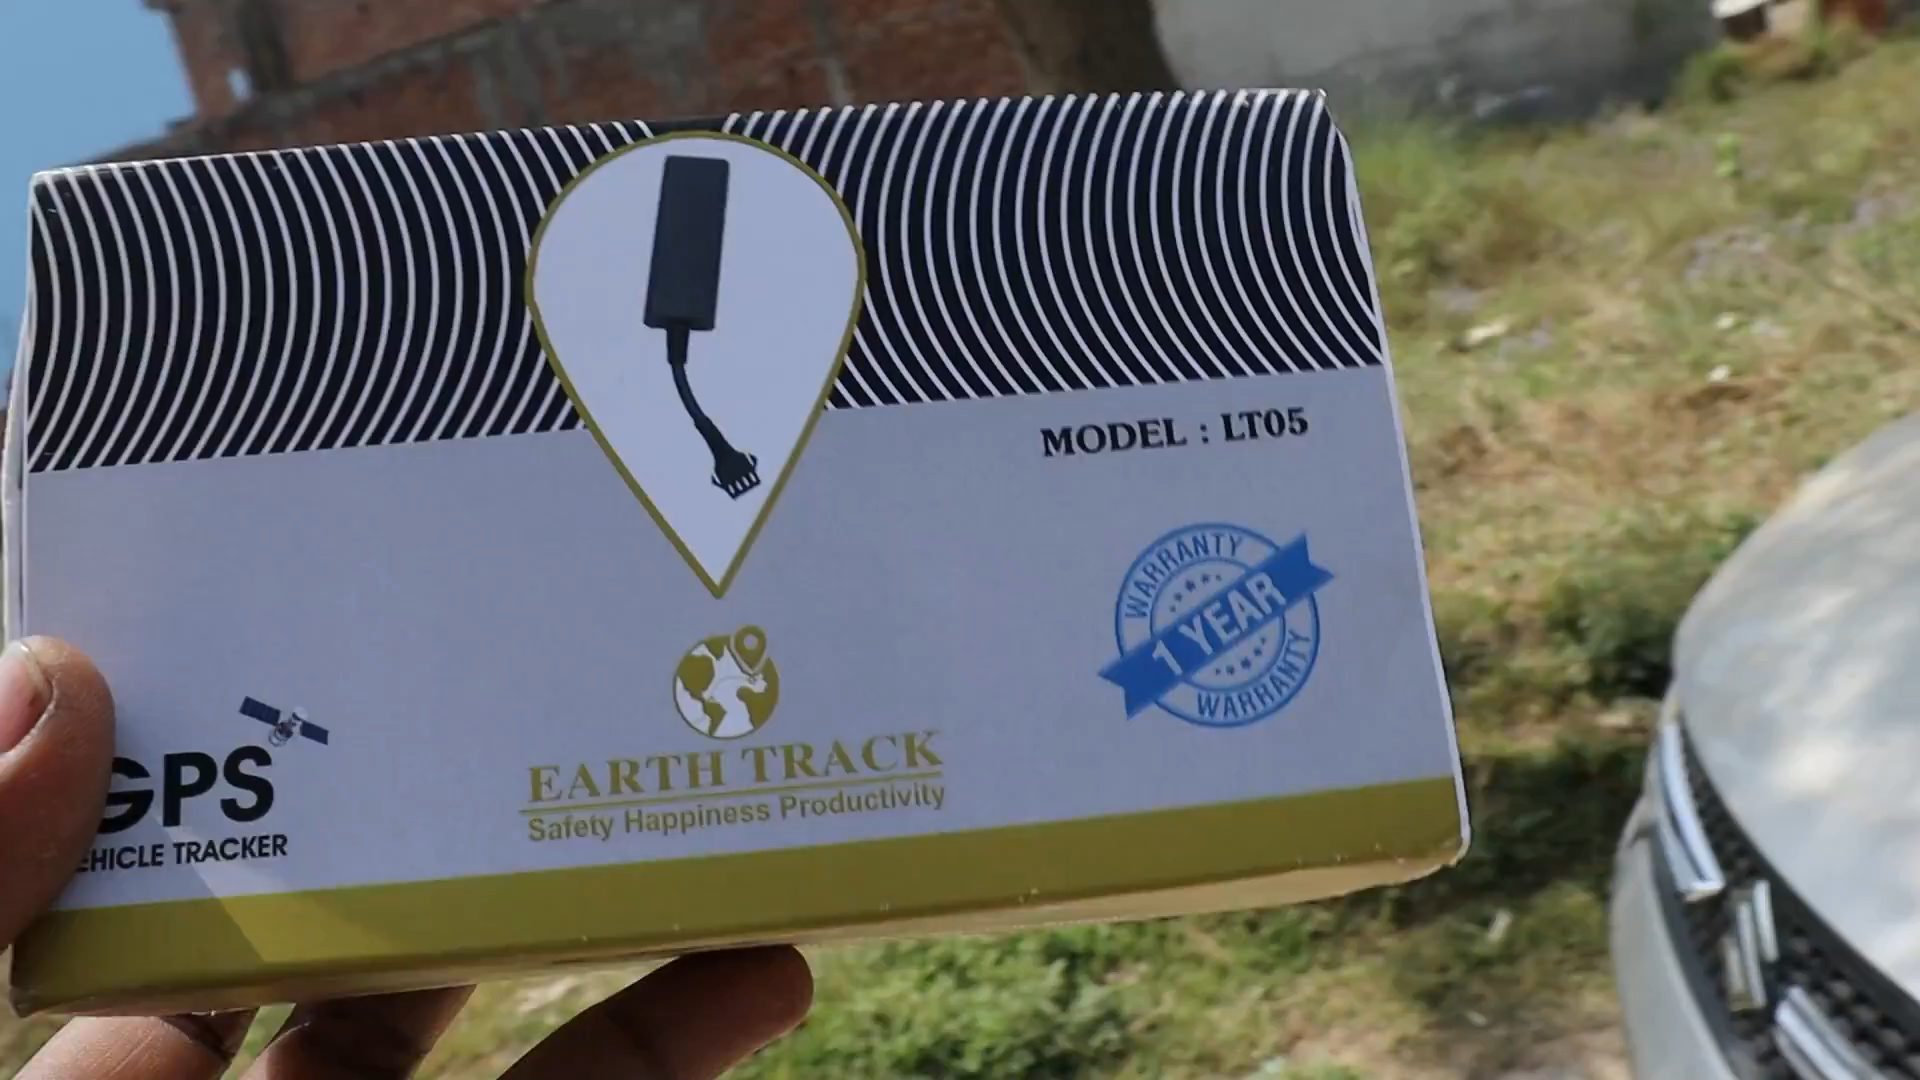 MODEL : LT05
WARRANTY
1 YEAR
WARRANTY
GPS
EHICLE TRACKER
EARTH TRACK
Safety Happiness Productivity